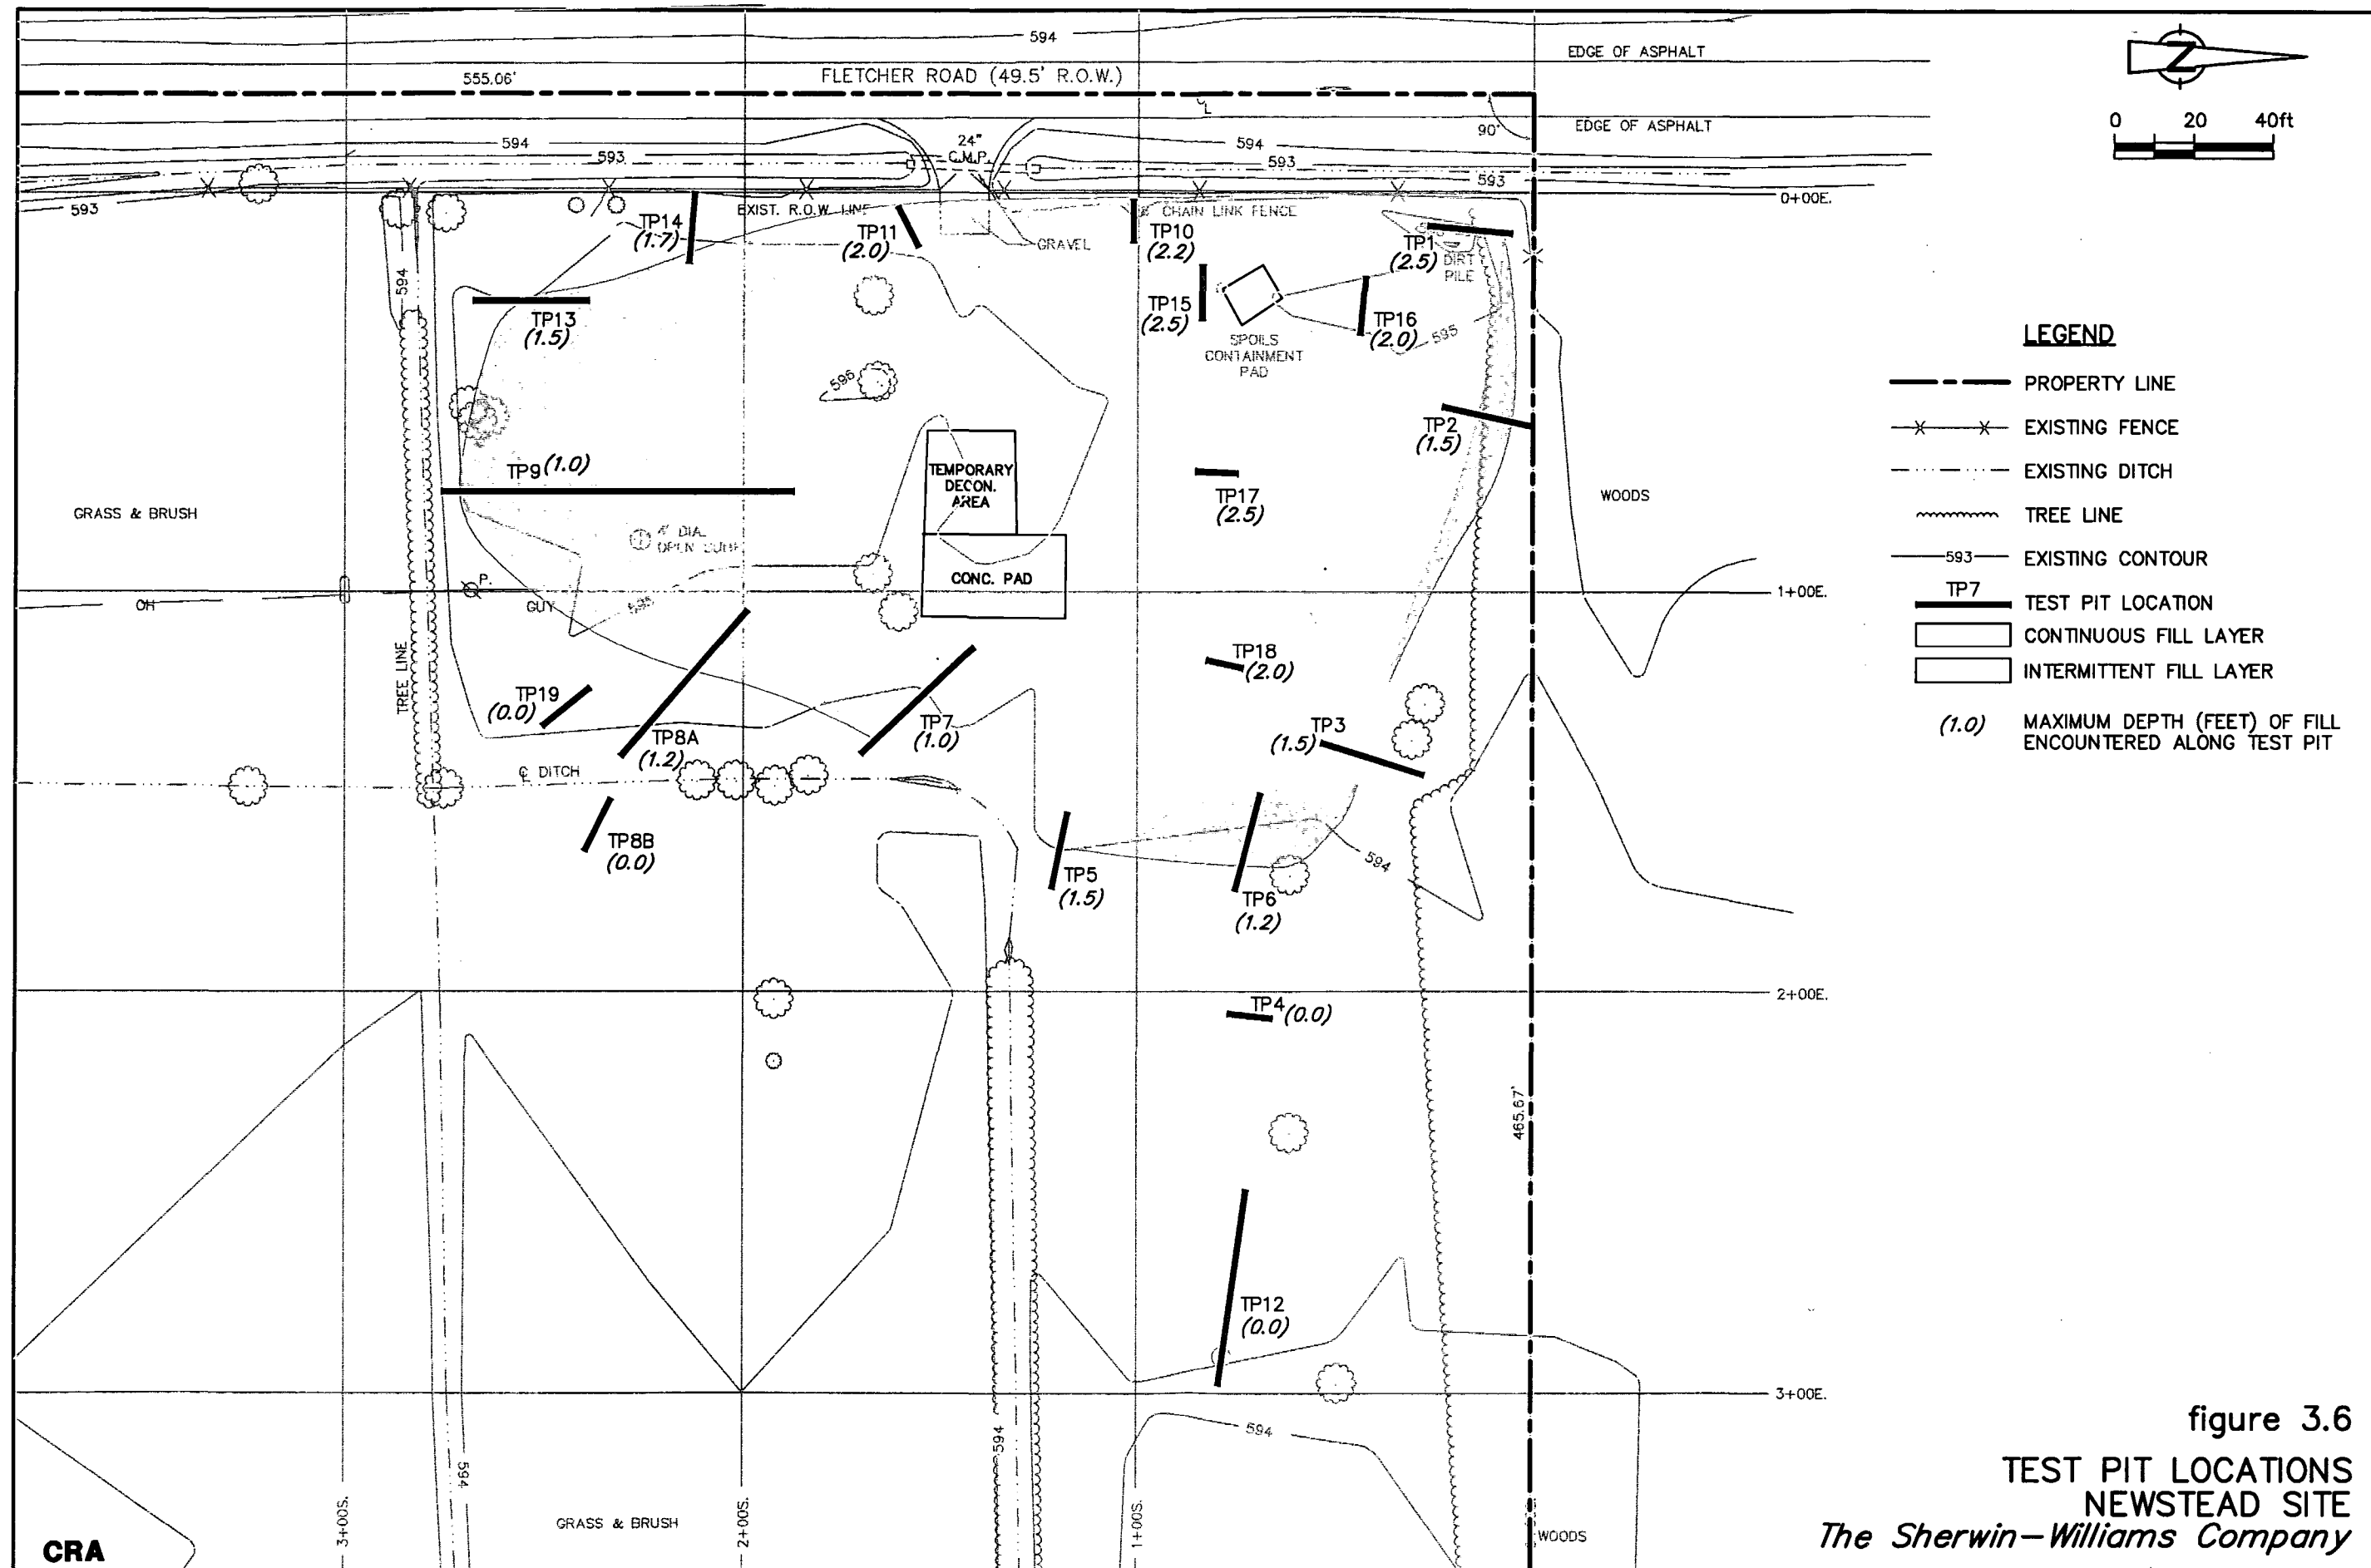 594
EDGE OF ASPHALT
555.06'
FLETCHER ROAD (49.5' R.O.W.)
0 20 40ft
90°
EDGE OF ASPHALT
594
593
24"
C.M.P.
594
593
593
593
0+00E.
EXIST. R.O.W. LINE
CHAIN LINK FENCE
GRAVEL
TP14
(1.7)
TP11
(2.0)
TP10
(2.2)
TP1
(2.5)
DIRT
PILE
594
TP13
(1.5)
TP15
(2.5)
TP16
(2.0)
595
SPOILS
CONTAINMENT
PAD
LEGEND
PROPERTY LINE
EXISTING FENCE
EXISTING DITCH
TREE LINE
593 EXISTING CONTOUR
TP7
TEST PIT LOCATION
CONTINUOUS FILL LAYER
INTERMITTENT FILL LAYER
(1.0) MAXIMUM DEPTH (FEET) OF FILL
ENCOUNTERED ALONG TEST PIT
TP2
(1.5)
TP9 (1.0)
TEMPORARY
DECON.
AREA
TP17
(2.5)
WOODS
GRASS & BRUSH
4' DIA.
OPEN
CONC. PAD
P.
OH
GUY
595
1+00E.
TREE LINE
TP19
(0.0)
TP8A
(1.2)
TP7
(1.0)
TP18
(2.0)
TP3
(1.5)
℄ DITCH
TP8B
(0.0)
TP5
(1.5)
TP6
(1.2)
594
2+00E.
TP4 (0.0)
465.67'
TP12
(0.0)
3+00E.
594
594
594
3+00S.
2+00S.
1+00S.
GRASS & BRUSH
WOODS
CRA
figure 3.6
TEST PIT LOCATIONS
NEWSTEAD SITE
The Sherwin-Williams Company